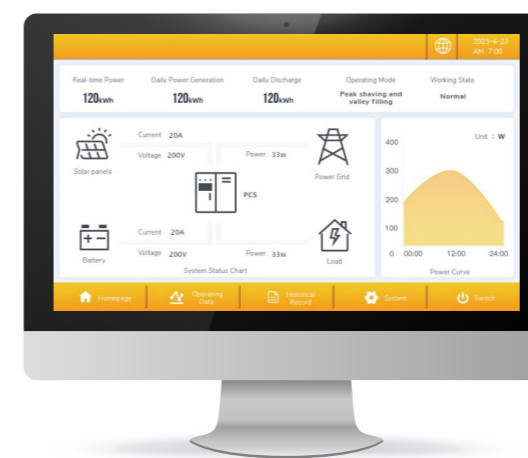 2023-4-27
AM 7:00
Real-time Power
Daily Power Generation
Daily Discharge
Operating Mode
Working State
120kwh
120kwh
120kwh
Peak shaving and
valley filling
Normal
Current 20A
Voltage 200V
Solar panels
Power 33w
Power Grid
PCS
Current 20A
Voltage 200V
Battery
Power 33w
Load
System Status Chart
Unit : W
400
300
200
100
0 00:00 12:00 24:00
Power Curve
Homepage
Operating
Data
Historical
Record
System
Switch